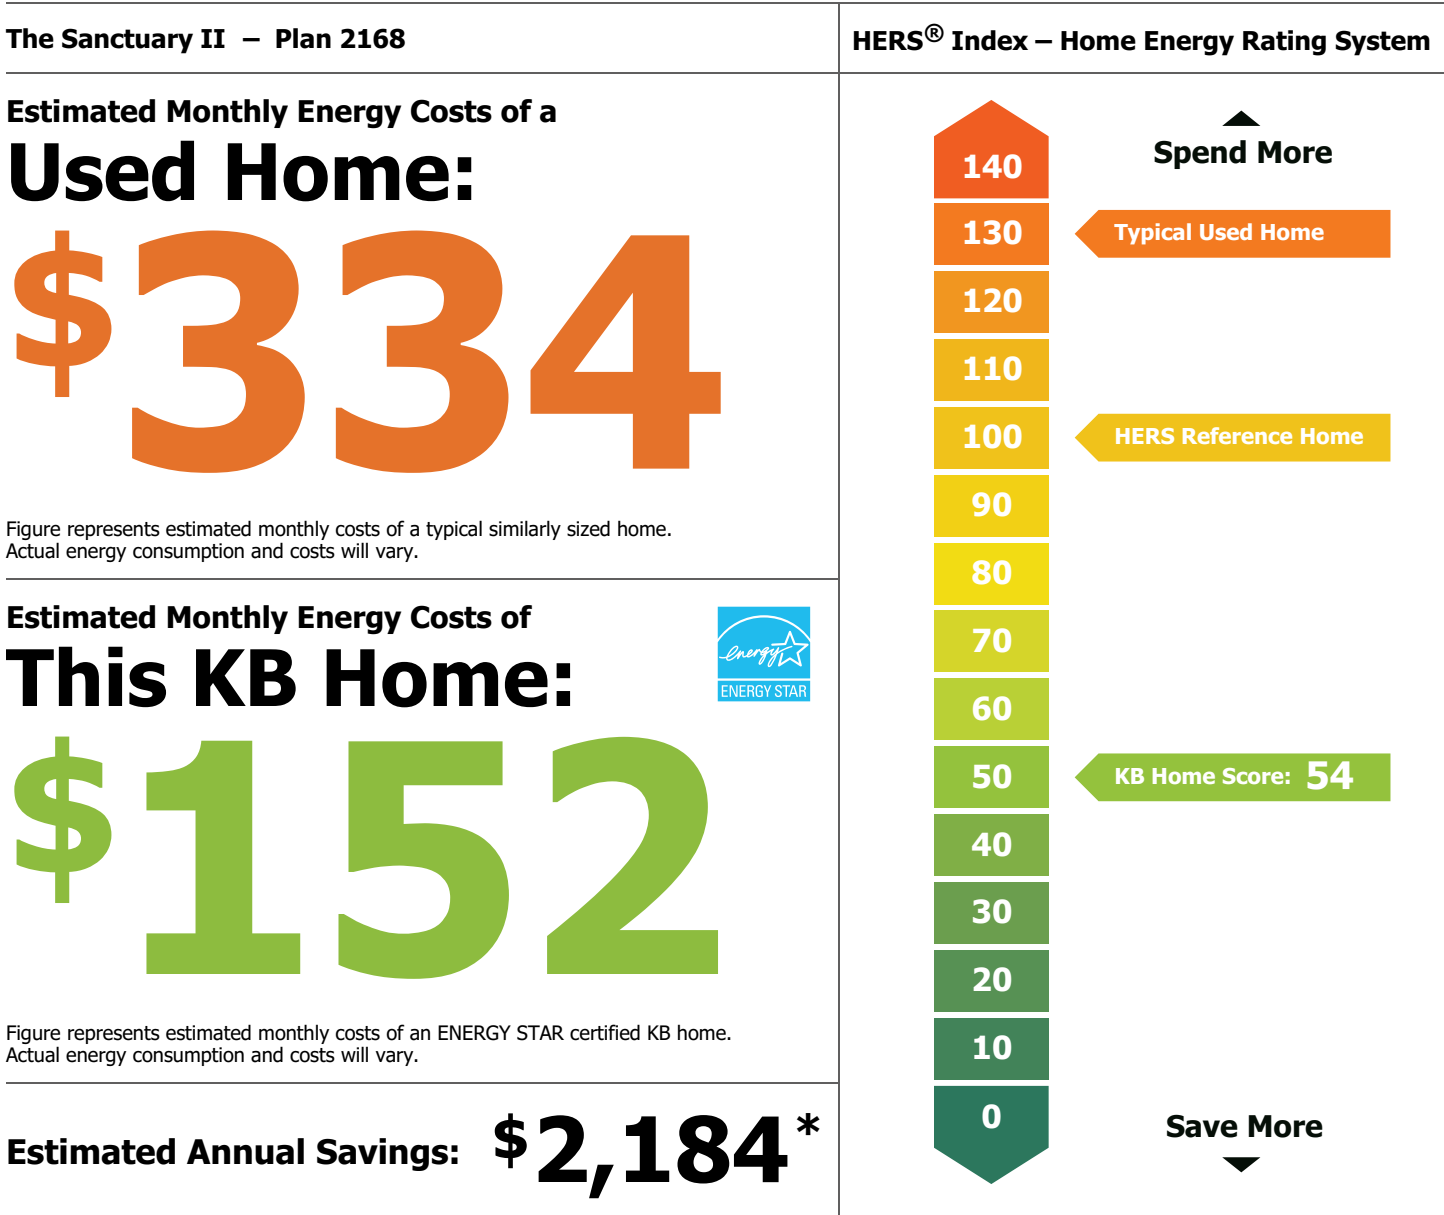 The Sanctuary II – Plan 2168
Estimated Monthly Energy Costs of a
Used Home:
$334
Figure represents estimated monthly costs of a typical similarly sized home.
Actual energy consumption and costs will vary.
Estimated Monthly Energy Costs of
This KB Home:
energy
ENERGY STAR
$152
Figure represents estimated monthly costs of an ENERGY STAR certified KB home.
Actual energy consumption and costs will vary.
Estimated Annual Savings: $2,184*
HERS® Index – Home Energy Rating System
Spend More
140
130 Typical Used Home
120
110
100 HERS Reference Home
90
80
70
60
50 KB Home Score: 54
40
30
20
10
0
Save More